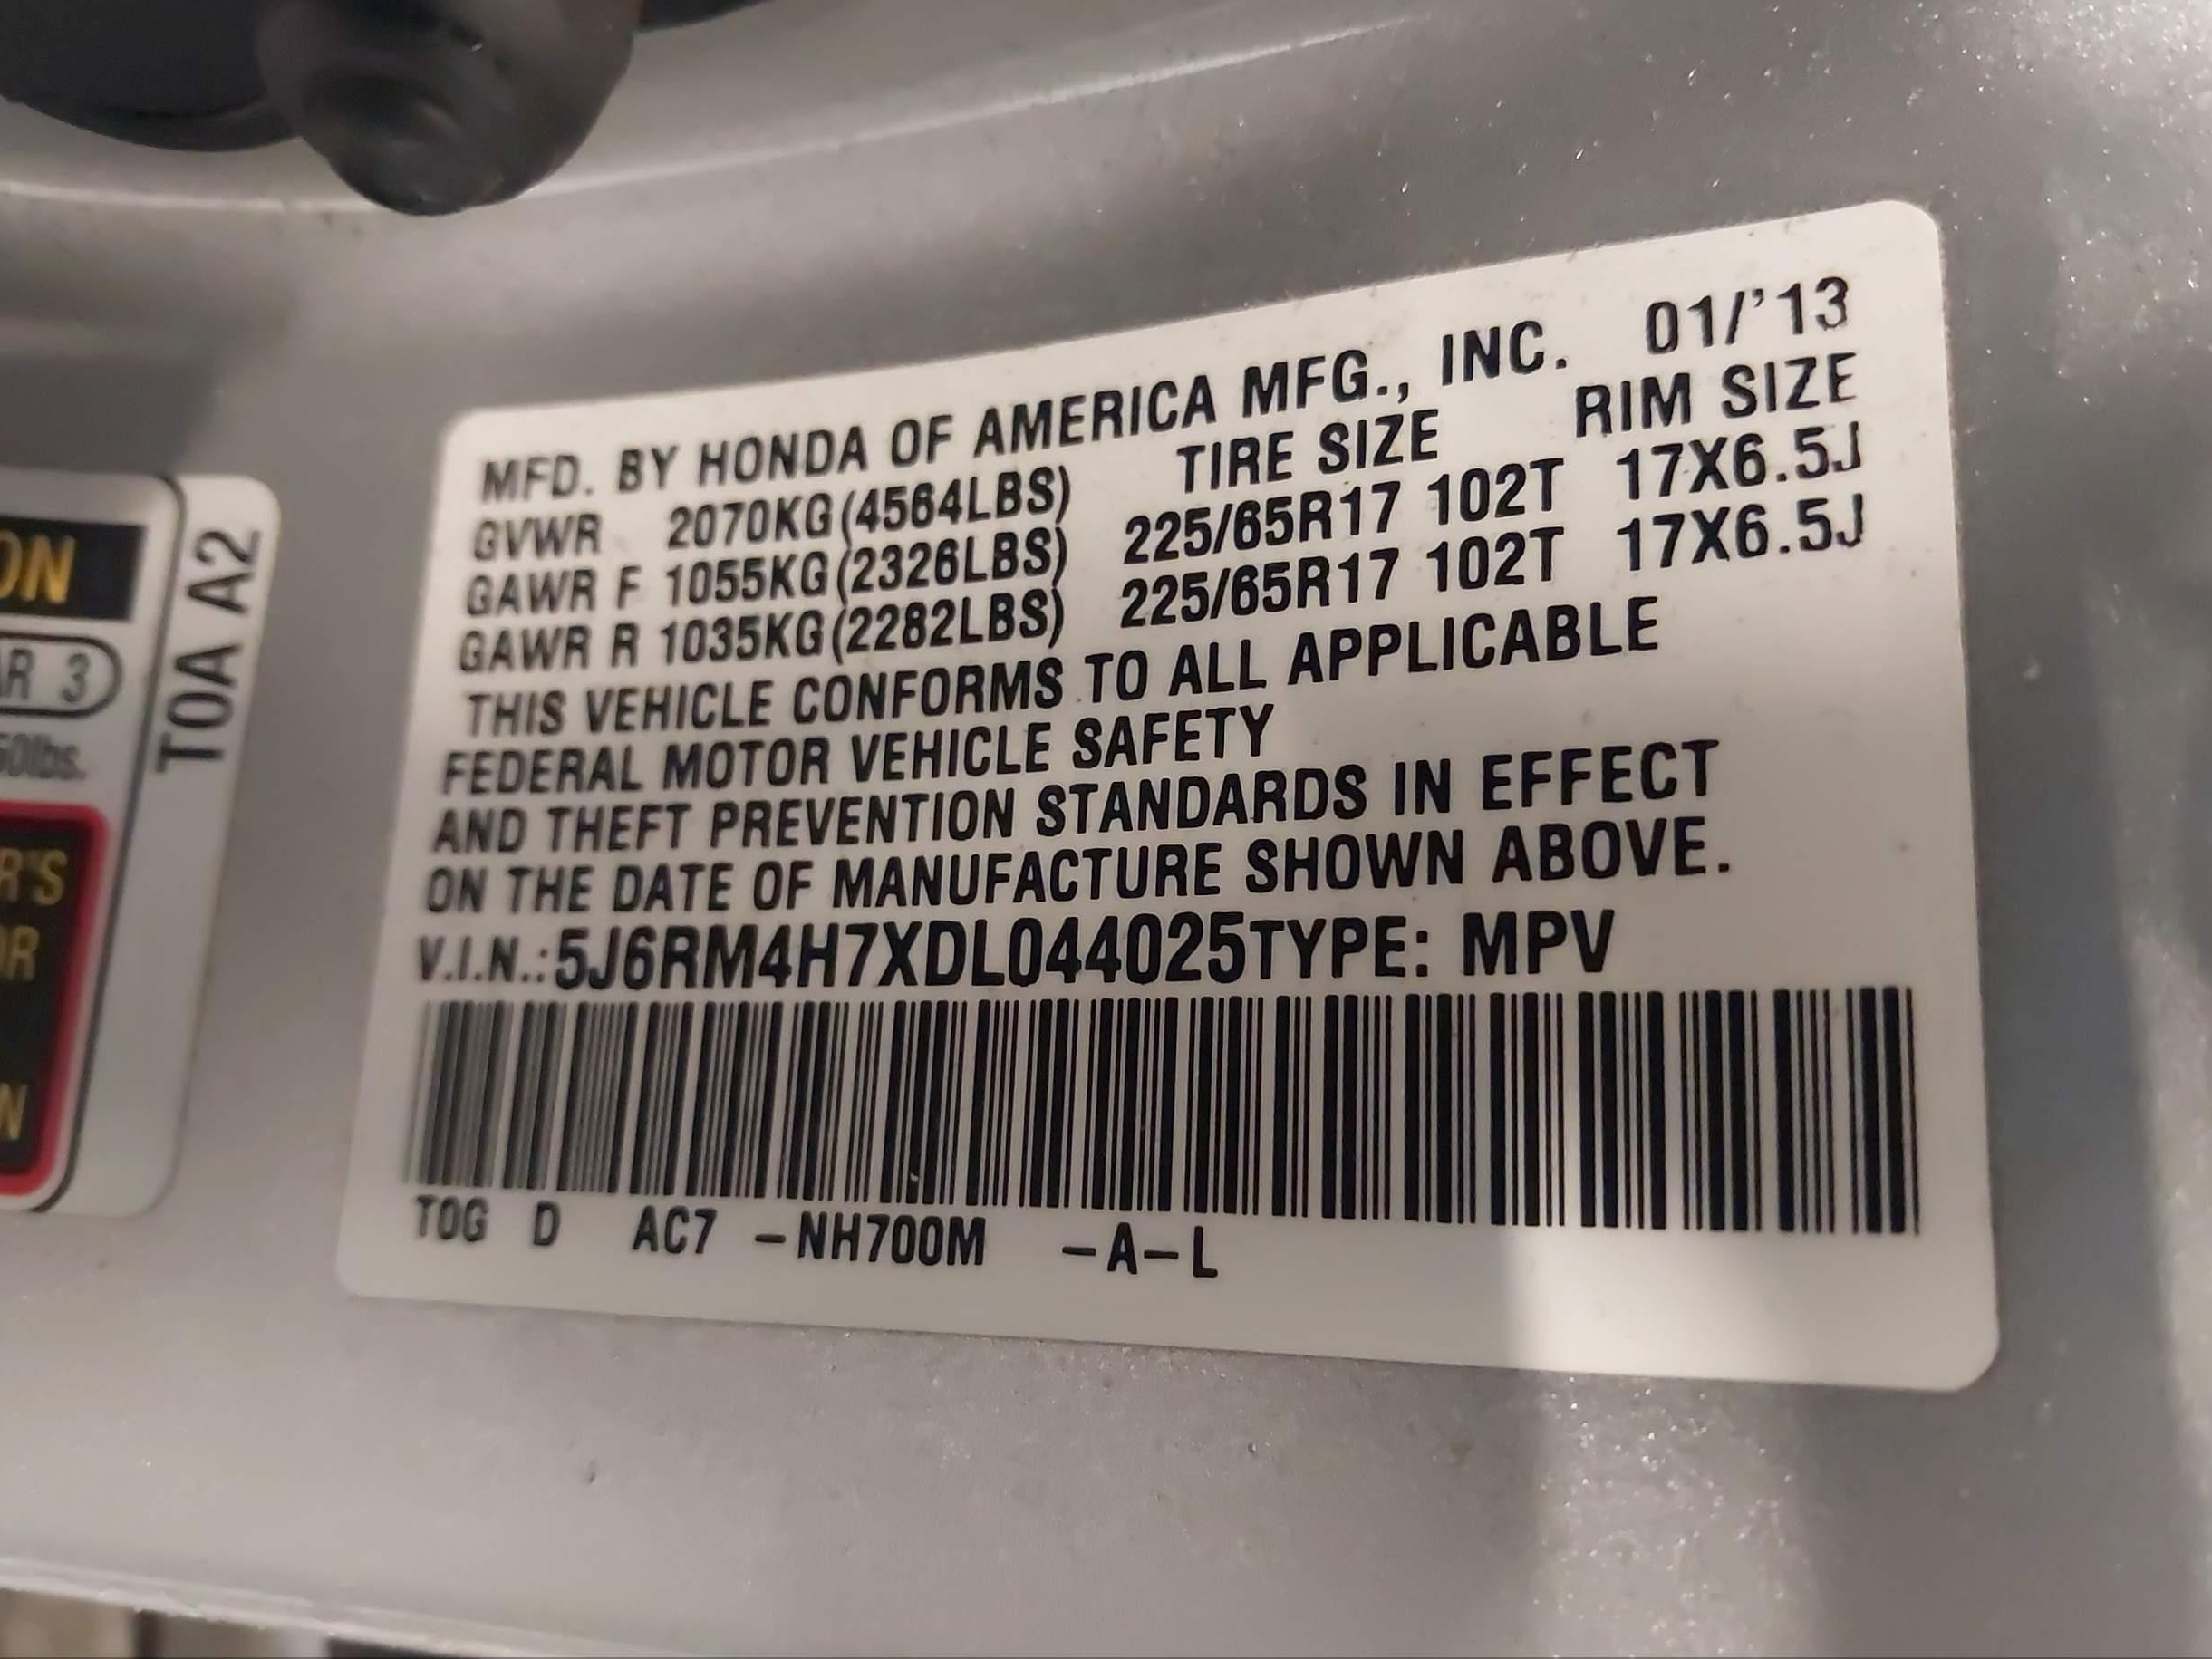 MFD. BY HONDA OF AMERICA MFG., INC. 01/'13
GVWR 2070KG(4564LBS) TIRE SIZE RIM SIZE
GAWR F 1055KG(2326LBS) 225/65R17 102T 17X6.5J
GAWR R 1035KG(2282LBS) 225/65R17 102T 17X6.5J
THIS VEHICLE CONFORMS TO ALL APPLICABLE
FEDERAL MOTOR VEHICLE SAFETY
AND THEFT PREVENTION STANDARDS IN EFFECT
ON THE DATE OF MANUFACTURE SHOWN ABOVE.
V.I.N.:5J6RM4H7XDL044025TYPE: MPV
T0G D AC7 -NH700M -A-L
T0A A2